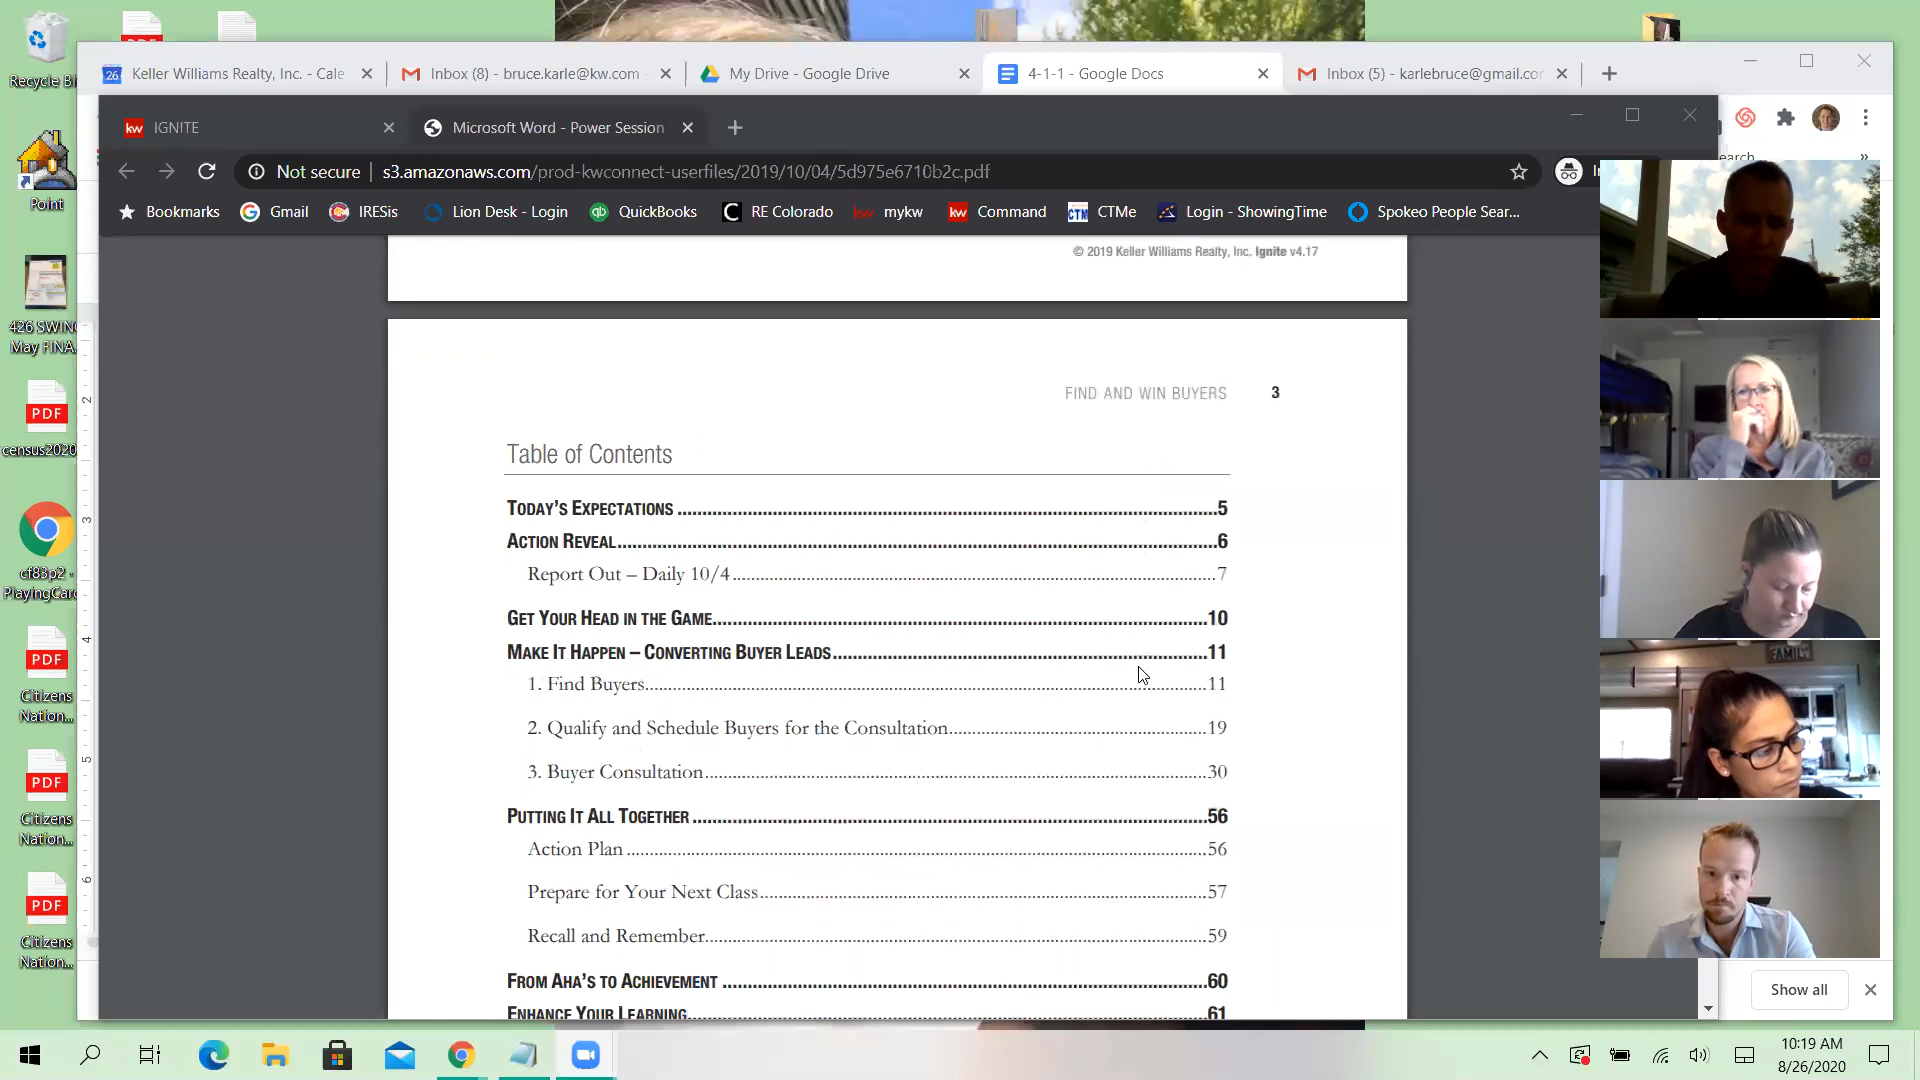 Recycle Bi
Point
426 SWIN
May FINA
census2020
cf83p2 -
PlayingCar
Citizens
Nation...
Citizens
Nation...
Citizens
Nation...
Keller Williams Realty, Inc. - Cale
Inbox (8) - bruce.karle@kw.com -
My Drive - Google Drive
4-1-1 - Google Docs
Inbox (5) - karlebruce@gmail.co
earch
kw IGNITE
Microsoft Word - Power Session
Not secure s3.amazonaws.com/prod-kwconnect-userfiles/2019/10/04/5d975e6710b2c.pdf
Bookmarks Gmail IRESis Lion Desk - Login QuickBooks RE Colorado mykw Command CTMe Login - ShowingTime Spokeo People Sear...
© 2019 Keller Williams Realty, Inc. Ignite v4.17
FIND AND WIN BUYERS 3
Table of Contents
TODAY'S EXPECTATIONS 5
ACTION REVEAL 6
Report Out – Daily 10/4 7
GET YOUR HEAD IN THE GAME 10
MAKE IT HAPPEN – CONVERTING BUYER LEADS 11
1. Find Buyers 11
2. Qualify and Schedule Buyers for the Consultation 19
3. Buyer Consultation 30
PUTTING IT ALL TOGETHER 56
Action Plan 56
Prepare for Your Next Class 57
Recall and Remember 59
FROM AHA'S TO ACHIEVEMENT 60
ENHANCE YOUR LEARNING 61
FAMILY
Show all
10:19 AM
8/26/2020